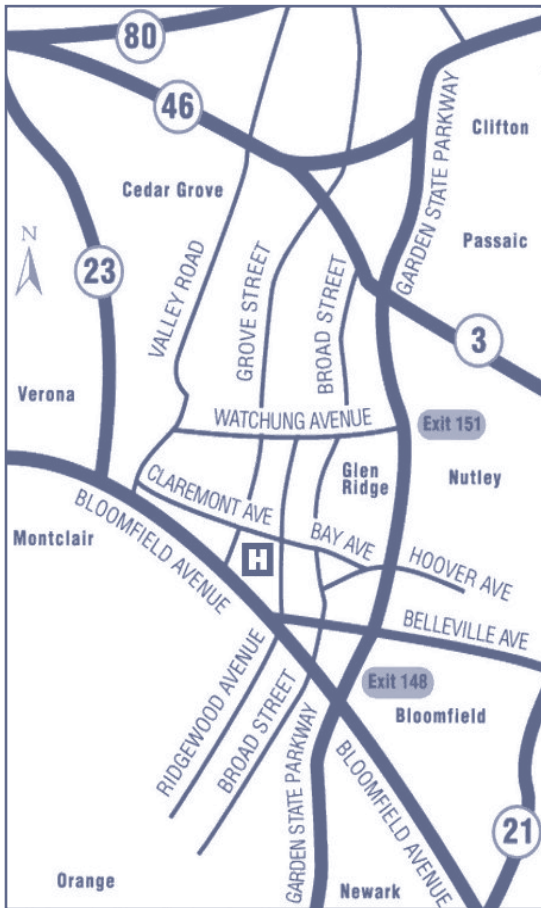 80
46
Clifton
GARDEN STATE PARKWAY
Cedar Grove
N
Passaic
23
VALLEY ROAD
GROVE STREET
BROAD STREET
3
Verona
WATCHUNG AVENUE
Exit 151
Glen
Ridge
Nutley
CLAREMONT AVE
Montclair
BLOOMFIELD AVENUE
H
BAY AVE
HOOVER AVE
BELLEVILLE AVE
RIDGEWOOD AVENUE
BROAD STREET
Exit 148
Bloomfield
GARDEN STATE PARKWAY
BLOOMFIELD AVENUE
21
Orange
Newark